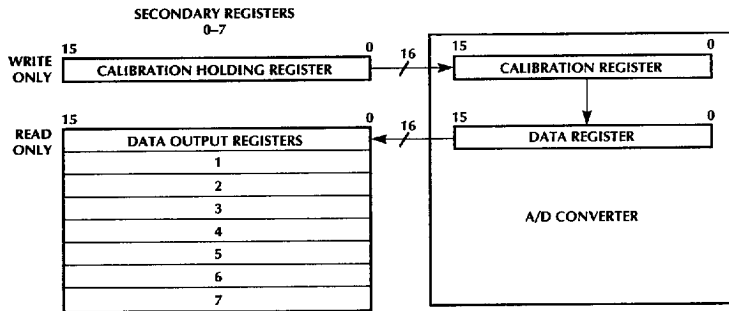 SECONDARY REGISTERS
0–7
15 0 16 15 0
WRITE ONLY
CALIBRATION HOLDING REGISTER
CALIBRATION REGISTER
15 0 16 15 0
READ ONLY
DATA OUTPUT REGISTERS
DATA REGISTER
1
2
3
4
5
6
7
A/D CONVERTER